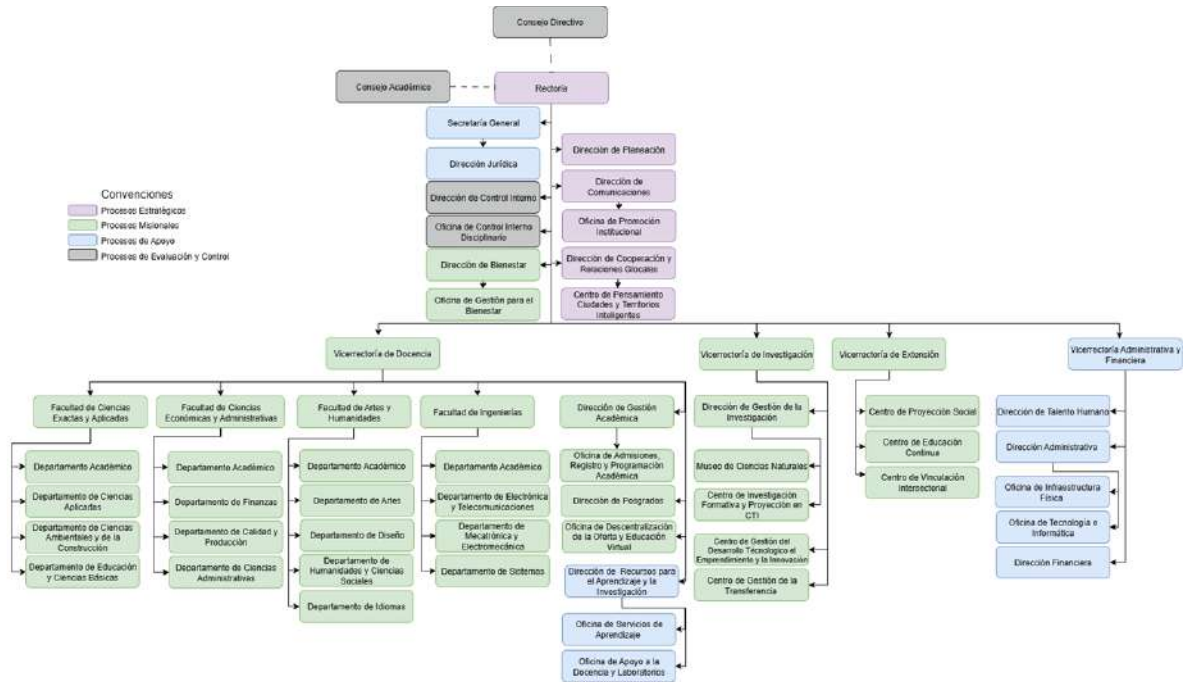 Consejo Directivo
Consejo Académico
Rectoría
Secretaría General
Dirección de Planeación
Dirección Jurídica
Dirección de
Comunicaciones
Dirección de Control Interno
Oficina de Promoción
Institucional
Oficina de Control Interno
Disciplinario
Dirección de Bienestar
Dirección de Cooperación y
Relaciones Glocales
Oficina de Gestión para el
Bienestar
Centro de Pensamiento
Ciudades y Territorios
Inteligentes
Convenciones
Procesos Estratégicos
Procesos Misionales
Procesos de Apoyo
Procesos de Evaluación y Control
Vicerrectoría de Docencia
Vicerrectoría de Investigación
Vicerrectoría de Extensión
Vicerrectoría Administrativa y
Financiera
Facultad de Ciencias
Exactas y Aplicadas
Departamento Académico
Departamento de Ciencias
Aplicadas
Departamento de Ciencias
Ambientales y de la
Construcción
Departamento de Educación
y Ciencias Básicas
Facultad de Ciencias
Económicas y Administrativas
Departamento Académico
Departamento de Finanzas
Departamento de Calidad y
Producción
Departamento de Ciencias
Administrativas
Facultad de Artes y
Humanidades
Departamento Académico
Departamento de Artes
Departamento de Diseño
Departamento de
Humanidades y Ciencias
Sociales
Departamento de Idiomas
Facultad de Ingenierías
Departamento Académico
Departamento de Electrónica
y Telecomunicaciones
Departamento de
Mecatrónica y
Electromecánica
Departamento de Sistemas
Dirección de Gestión
Académica
Oficina de Admisiones,
Registro y Programación
Académica
Dirección de Posgrados
Oficina de Descentralización
de la Oferta y Educación
Virtual
Dirección de Recursos para
el Aprendizaje y la
Investigación
Oficina de Servicios de
Aprendizaje
Oficina de Apoyo a la
Docencia y Laboratorios
Dirección de Gestión de la
Investigación
Museo de Ciencias Naturales
Centro de Investigación
Formativa y Proyección en
CTI
Centro de Gestión del
Desarrollo Técnologico el
Emprendimiento y la Innovación
Centro de Gestión de la
Transferencia
Centro de Proyección Social
Centro de Educación
Continua
Centro de Vinculación
Intersectorial
Dirección de Talento Humano
Dirección Administrativa
Oficina de Infraestructura
Física
Oficina de Tecnología e
Informática
Dirección Financiera